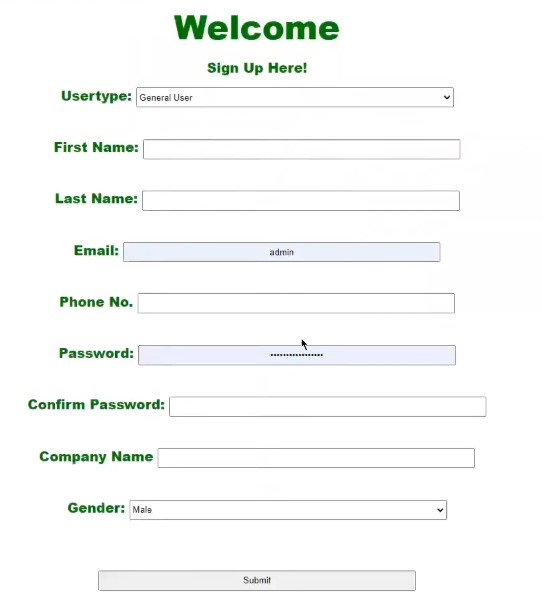 Welcome
Sign Up Here!
Usertype: General User
First Name:
Last Name:
Email: admin
Phone No.
Password: ••••••••••••••••
Confirm Password:
Company Name
Gender: Male
Submit